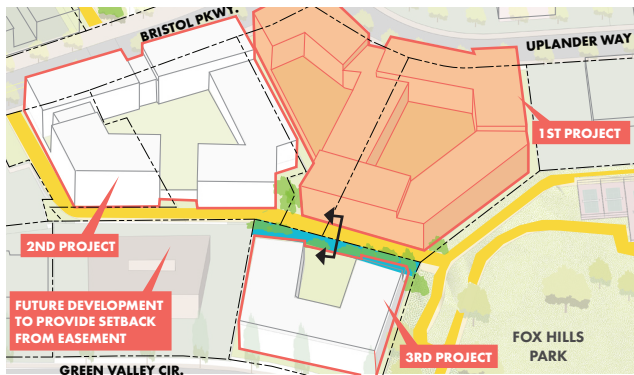 BRISTOL PKWY.
UPLANDER WAY
1ST PROJECT
2ND PROJECT
FUTURE DEVELOPMENT
TO PROVIDE SETBACK
FROM EASEMENT
3RD PROJECT
FOX HILLS
PARK
GREEN VALLEY CIR.